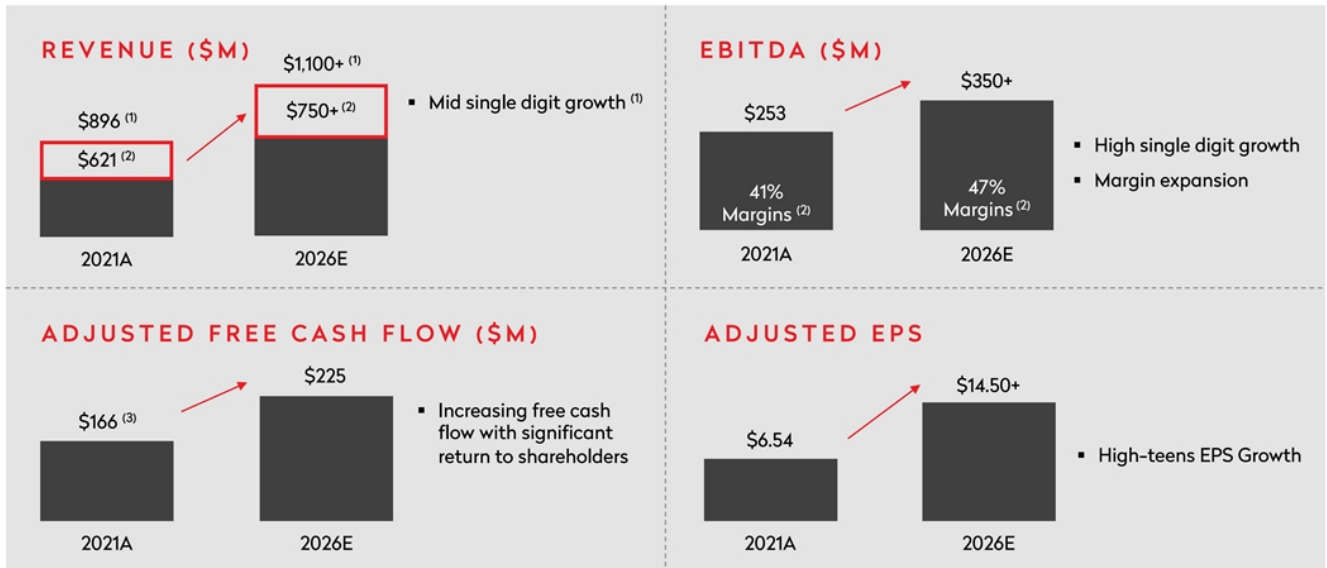 REVENUE ($M)
$1,100+ (1)
$750+ (2)
$896 (1)
$621 (2)
▪ Mid single digit growth (1)
2021A
2026E
EBITDA ($M)
$350+
$253
41%
Margins (2)
47%
Margins (2)
▪ High single digit growth
▪ Margin expansion
2021A
2026E
ADJUSTED FREE CASH FLOW ($M)
$225
$166 (3)
▪ Increasing free cash
flow with significant
return to shareholders
2021A
2026E
ADJUSTED EPS
$14.50+
$6.54
▪ High-teens EPS Growth
2021A
2026E